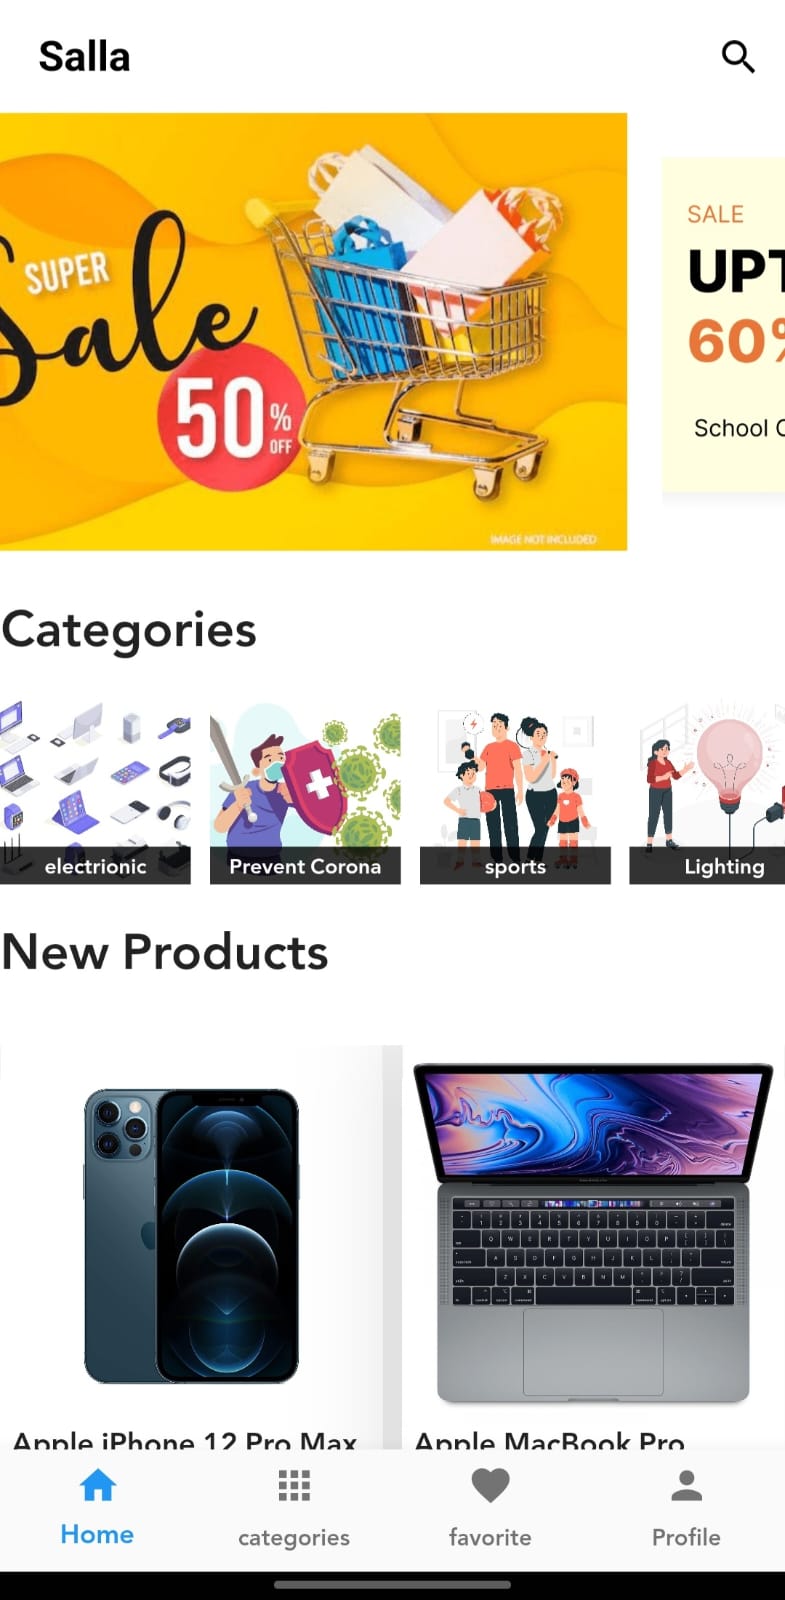 Salla
SUPER
Sale
50%
OFF
IMAGE NOT INCLUDED
SALE
UPT
60%
School
Categories
electrionic
Prevent Corona
sports
Lighting
New Products
Apple iPhone 12 Pro Max
Apple MacBook Pro
Home
categories
favorite
Profile